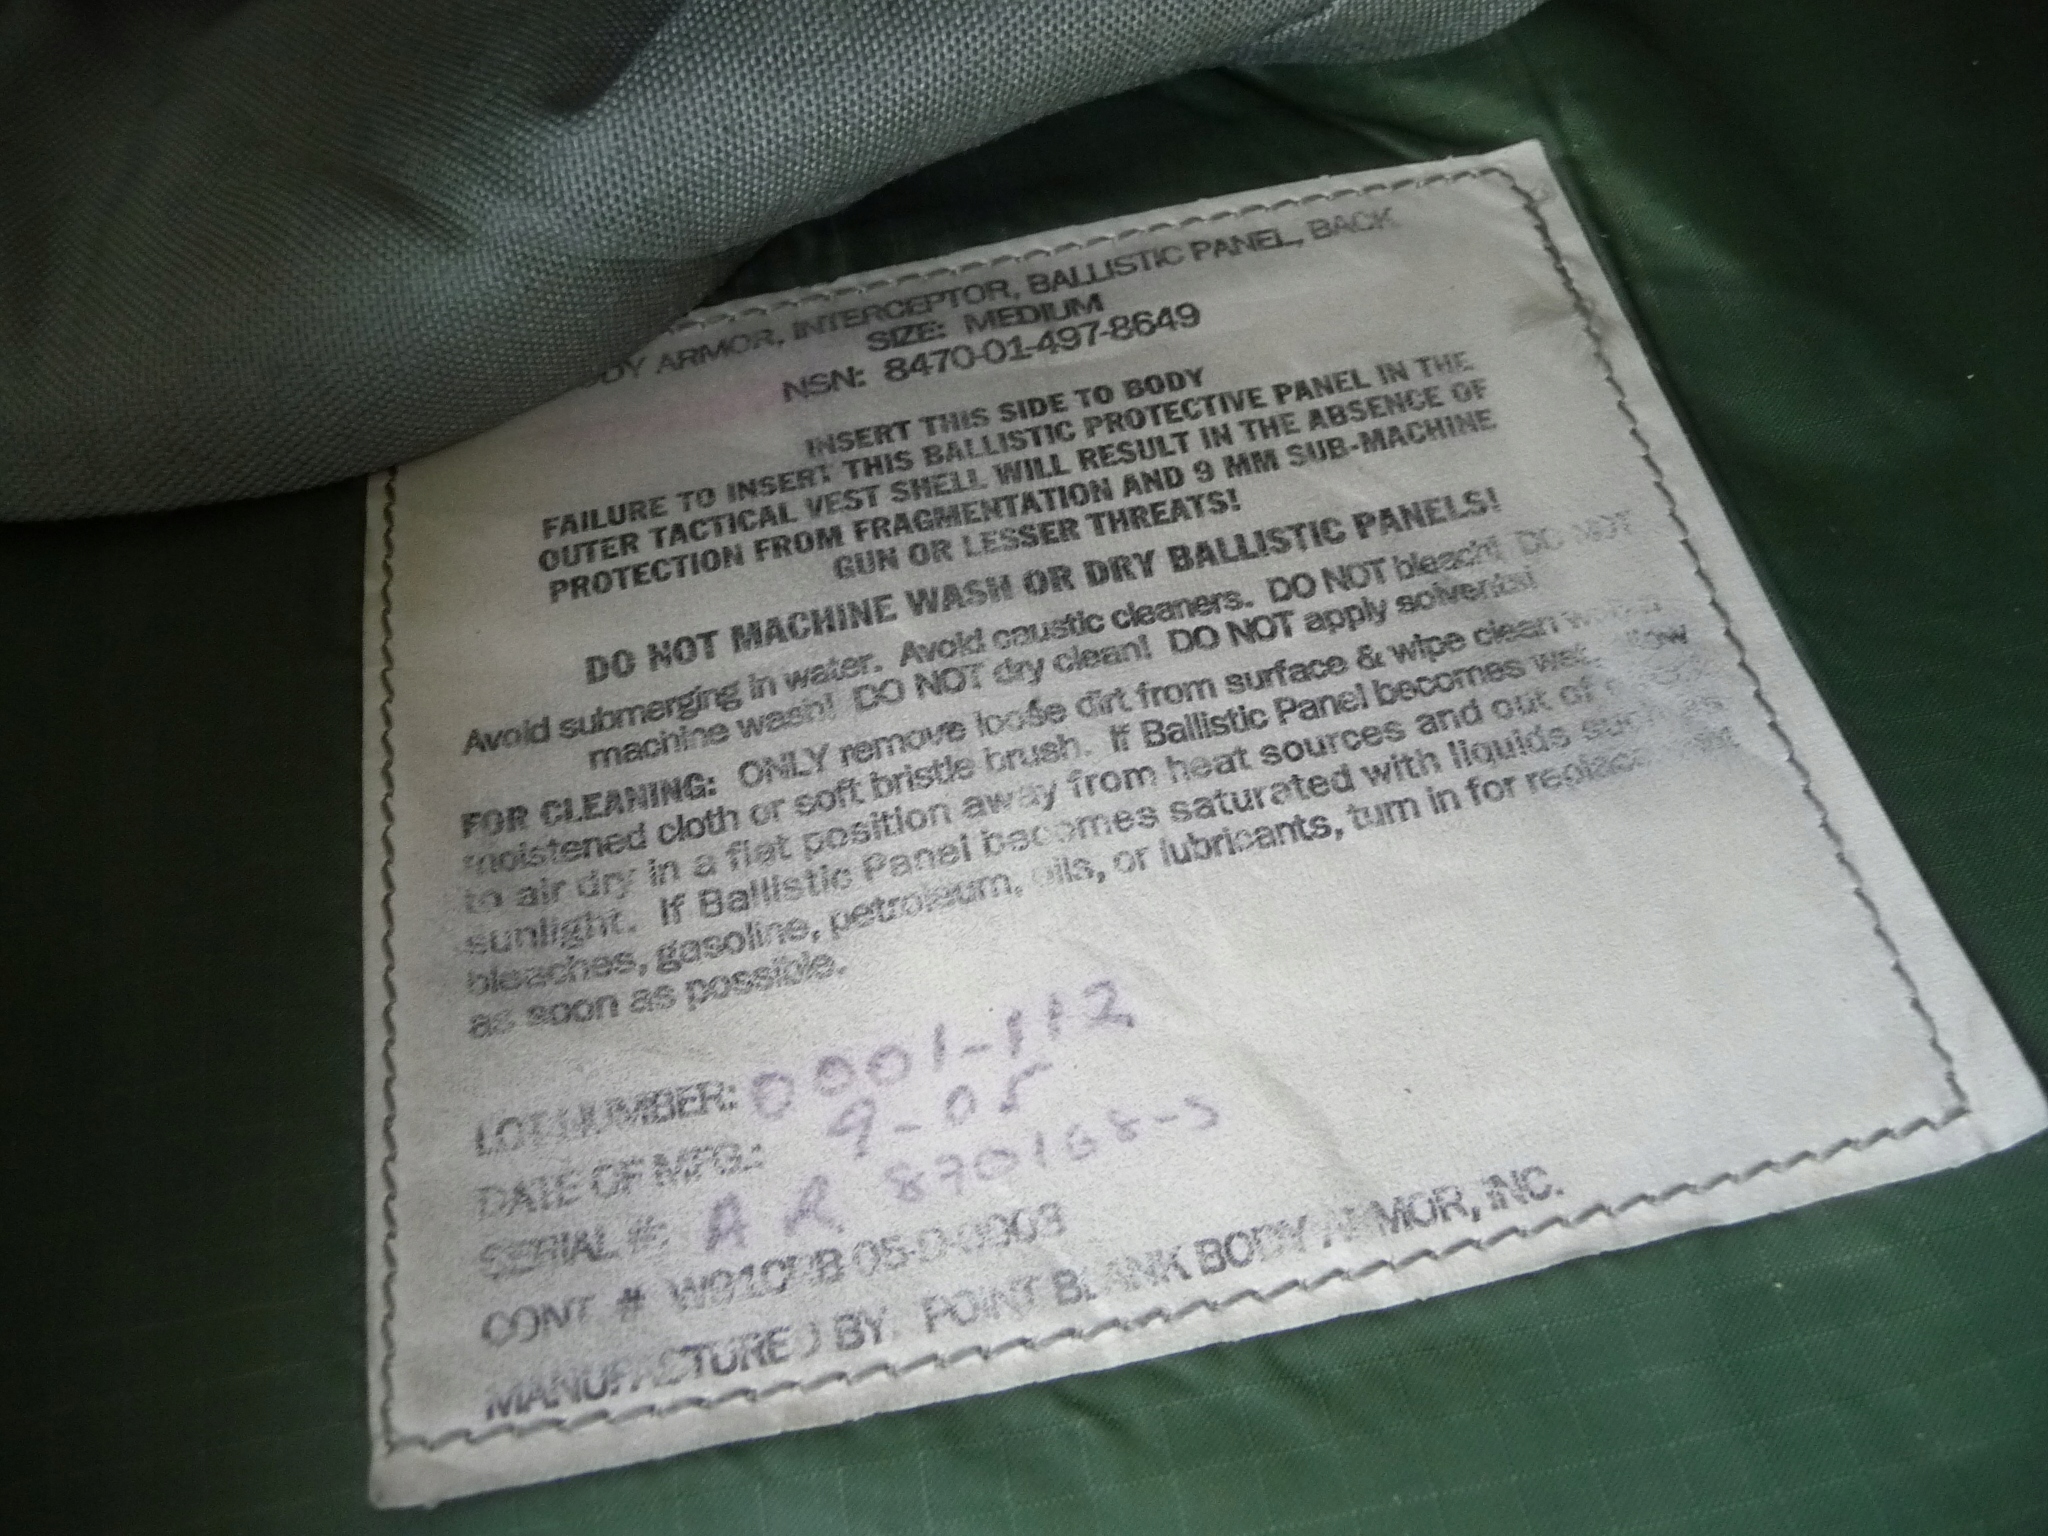 ARMOR, INTERCEPTOR, BALLISTIC PANEL, BACK
SIZE: MEDIUM
NSN: 8470-01-497-8649
INSERT THIS SIDE TO BODY
FAILURE TO INSERT THIS BALLISTIC PROTECTIVE PANEL IN THE
OUTER TACTICAL VEST SHELL WILL RESULT IN THE ABSENCE OF
PROTECTION FROM FRAGMENTATION AND 9 MM SUB-MACHINE
GUN OR LESSER THREATS!
DO NOT MACHINE WASH OR DRY BALLISTIC PANELS!
Avoid submerging in water. Avoid caustic cleaners. DO NOT bleach! DO NOT
machine wash! DO NOT dry clean! DO NOT apply solvents!
FOR CLEANING: ONLY remove loose dirt from surface & wipe clean
moistened cloth or soft bristle brush. If Ballistic Panel becomes wet,
to air dry in a flat position away from heat sources and out of
sunlight. If Ballistic Panel becomes saturated with liquids such as
bleaches, gasoline, petroleum, oils, or lubricants, turn in for
as soon as possible.
LOT NUMBER: 0001-112
DATE OF MFG.: 9-05
SERIAL #: AR 870168-5
CONT #
MANUFACTURED BY: POINT BLANK BODY ARMOR, INC.